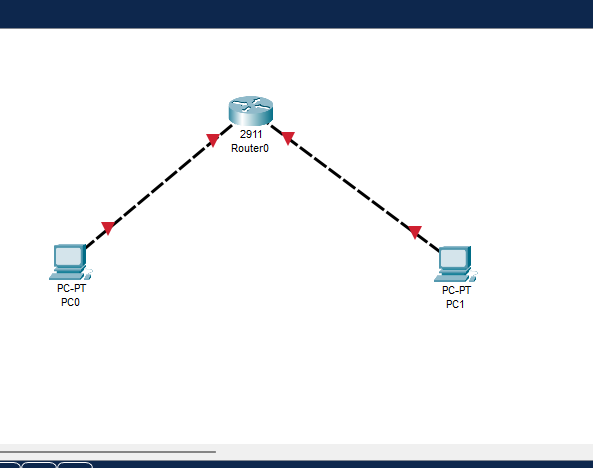 2911
Router0
PC-PT
PC0
PC-PT
PC1